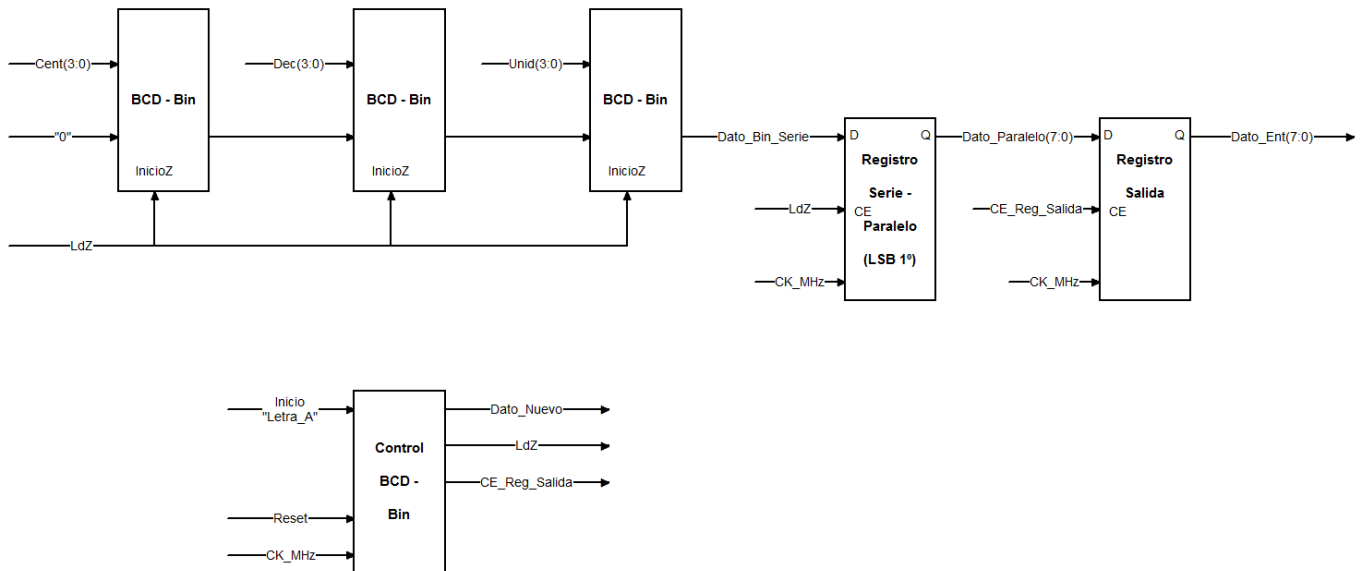 Cent(3:0)
"0"
LdZ
BCD - Bin
InicioZ
Dec(3:0)
BCD - Bin
InicioZ
Unid(3:0)
BCD - Bin
InicioZ
Dato_Bin_Serie
LdZ
CK_MHz
D Q
Registro
Serie -
CE
Paralelo
(LSB 1º)
Dato_Paralelo(7:0)
CE_Reg_Salida
CK_MHz
D Q
Registro
Salida
CE
Dato_Ent(7:0)
Inicio
"Letra_A"
Reset
CK_MHz
Control
BCD -
Bin
Dato_Nuevo
LdZ
CE_Reg_Salida